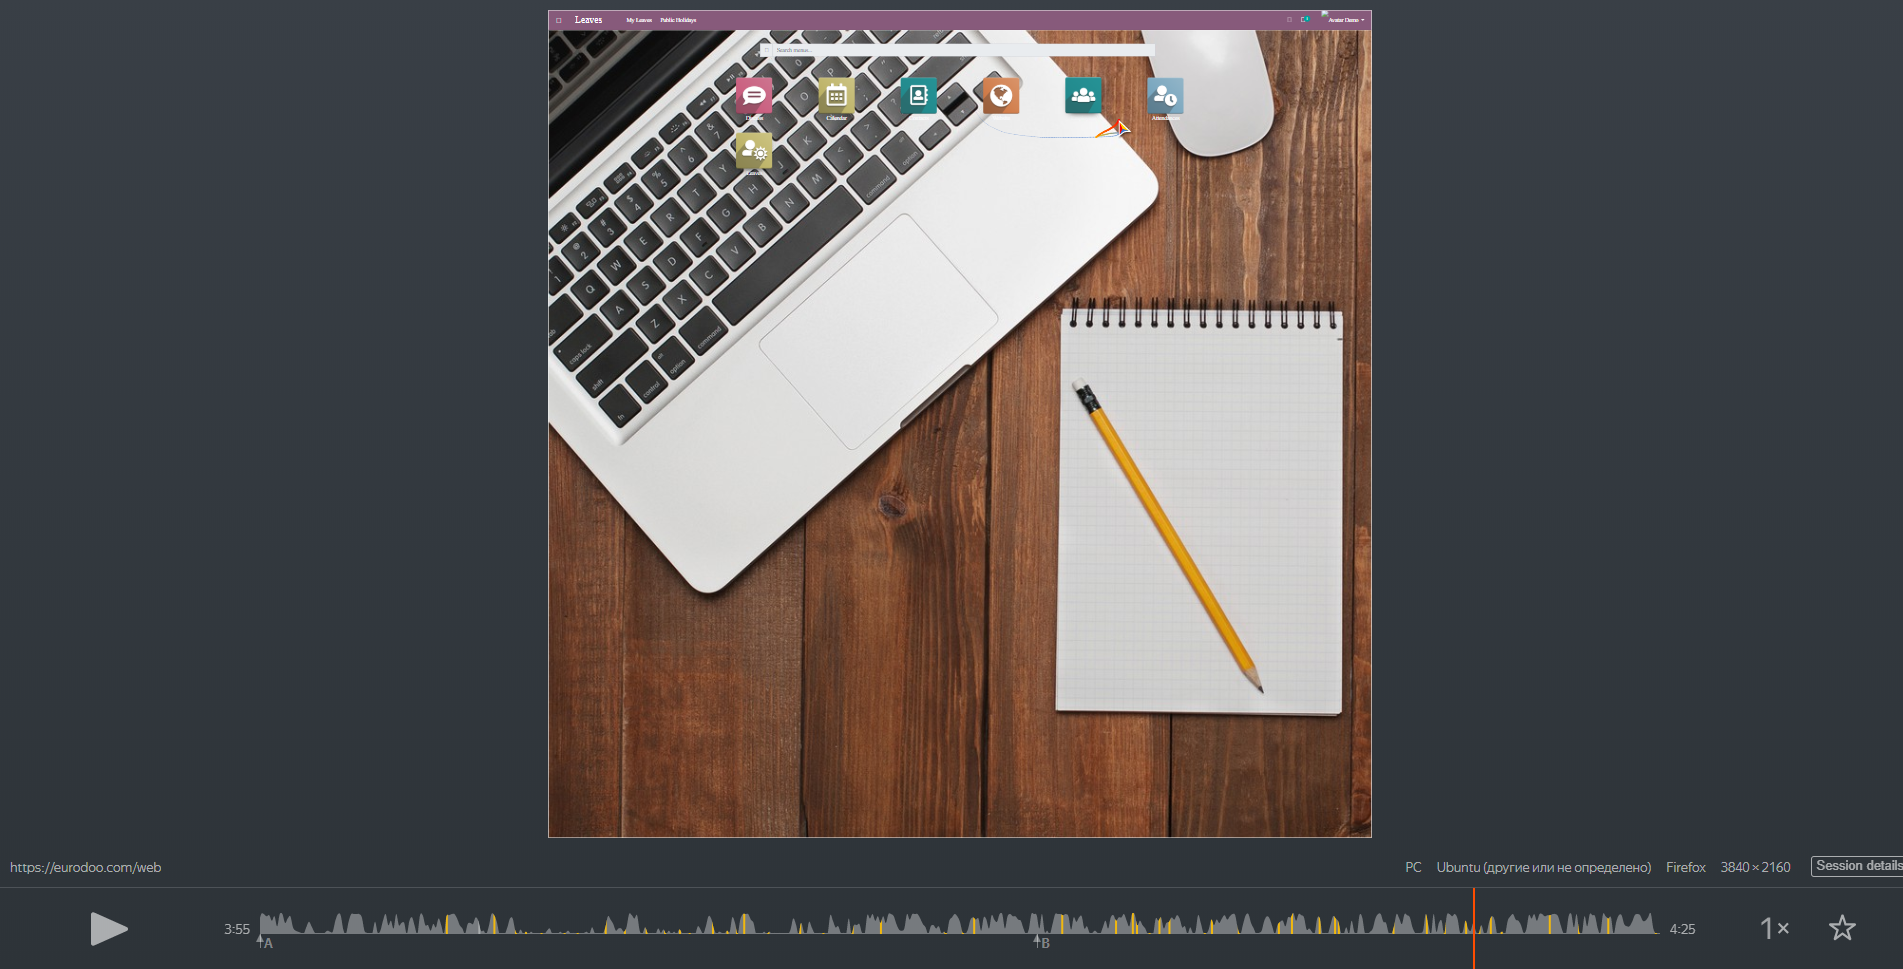 Leaves My Leaves Public Holidays Avatar Demo
Search menus...
Discuss Calendar Attendances
Leaves
https://eurodoo.com/web
PC Ubuntu (другие или не определено) Firefox 3840×2160 Session details
3:55 4:25 1×
A B